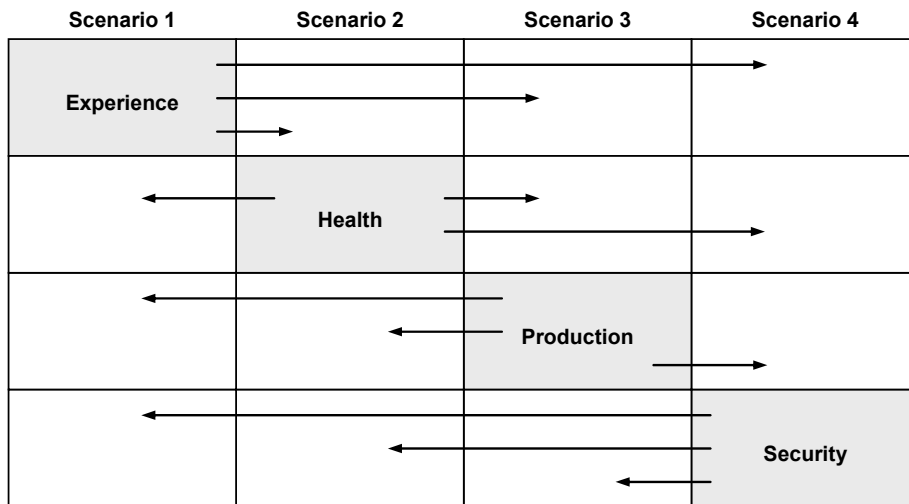 Scenario 1 Scenario 2 Scenario 3 Scenario 4
Experience
Health
Production
Security